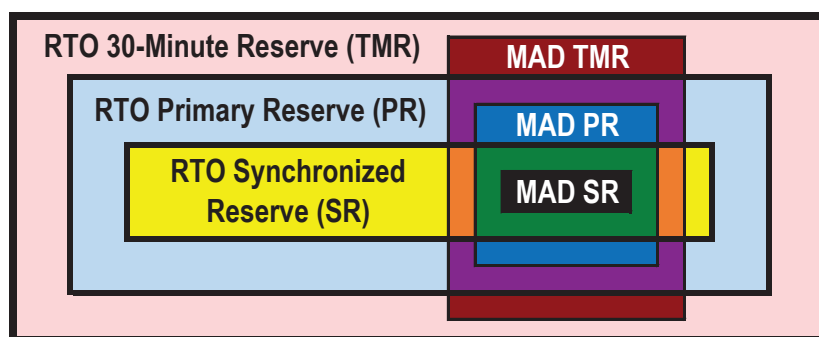 RTO 30-Minute Reserve (TMR)
MAD TMR
RTO Primary Reserve (PR)
MAD PR
RTO Synchronized
Reserve (SR)
MAD SR